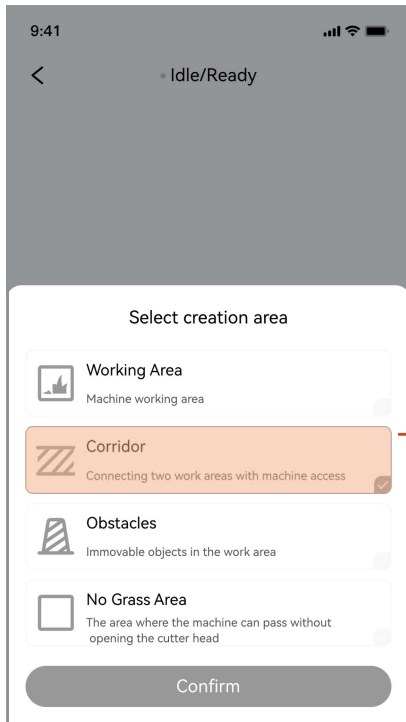 9:41
Idle/Ready
Select creation area
Working Area
Machine working area
Corridor
Connecting two work areas with machine access
Obstacles
Immovable objects in the work area
No Grass Area
The area where the machine can pass without
opening the cutter head
Confirm